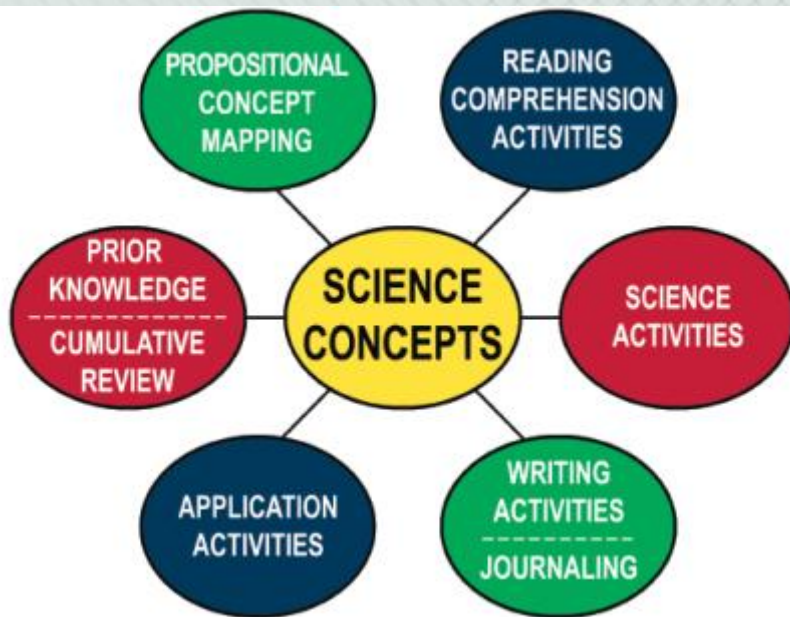 PROPOSITIONAL
CONCEPT
MAPPING
READING
COMPREHENSION
ACTIVITIES
PRIOR
KNOWLEDGE
CUMULATIVE
REVIEW
SCIENCE
CONCEPTS
SCIENCE
ACTIVITIES
APPLICATION
ACTIVITIES
WRITING
ACTIVITIES
JOURNALING